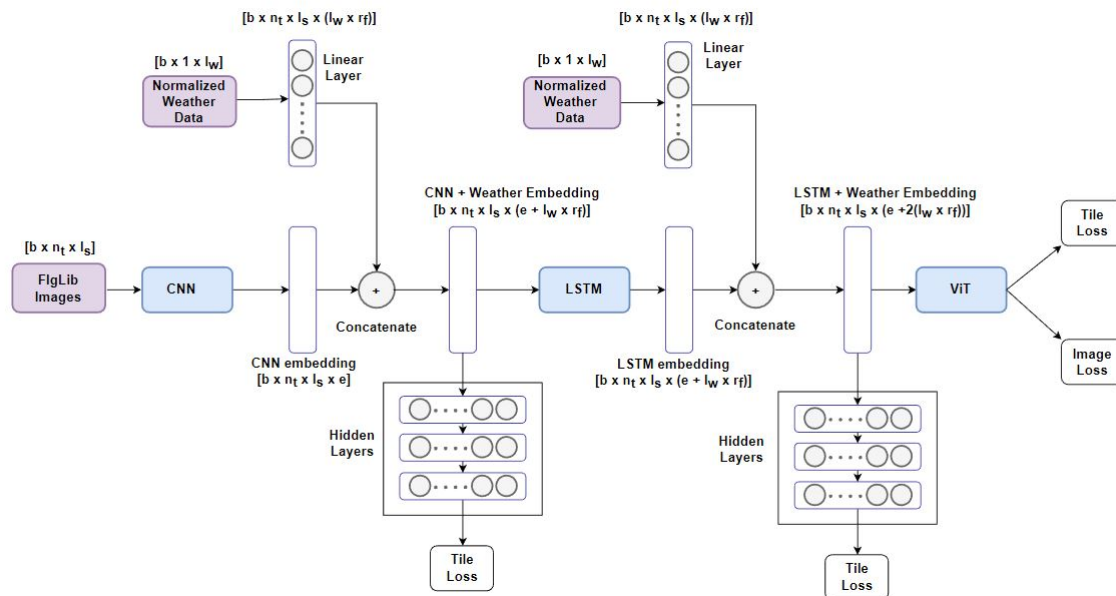 [b x nt x ls x (lw x rf)]
Linear
Layer
[b x 1 x lw]
Normalized
Weather
Data
[b x nt x ls x (lw x rf)]
Linear
Layer
[b x 1 x lw]
Normalized
Weather
Data
CNN + Weather Embedding
[b x nt x ls x (e + lw x rf)]
LSTM + Weather Embedding
[b x nt x ls x (e +2(lw x rf))]
Tile
Loss
[b x nt x ls]
FIgLib
Images
CNN
+
Concatenate
LSTM
+
Concatenate
ViT
Image
Loss
CNN embedding
[b x nt x ls x e]
LSTM embedding
[b x nt x ls x (e + lw x rf)]
Hidden
Layers
Hidden
Layers
Tile
Loss
Tile
Loss